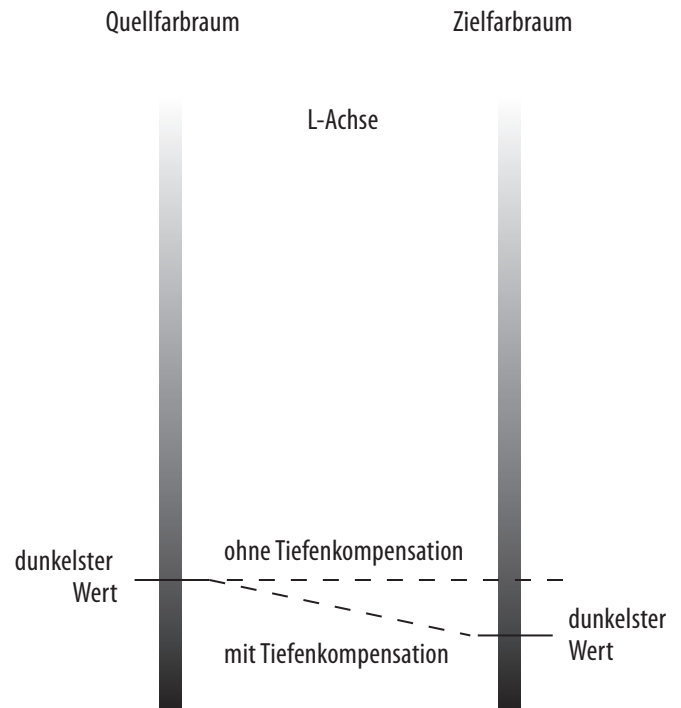 Quellfarbraum
Zielfarbraum
L-Achse
ohne Tiefenkompensation
dunkelster
Wert
dunkelster
Wert
mit Tiefenkompensation